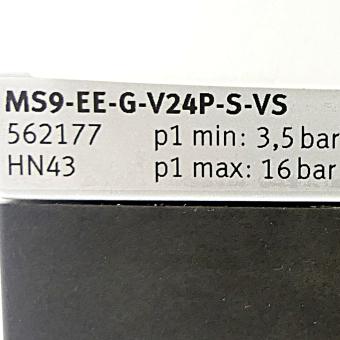 MS9-EE-G-V24P-S-VS
562177 p1 min: 3,5 bar
HN43 p1 max: 16 bar